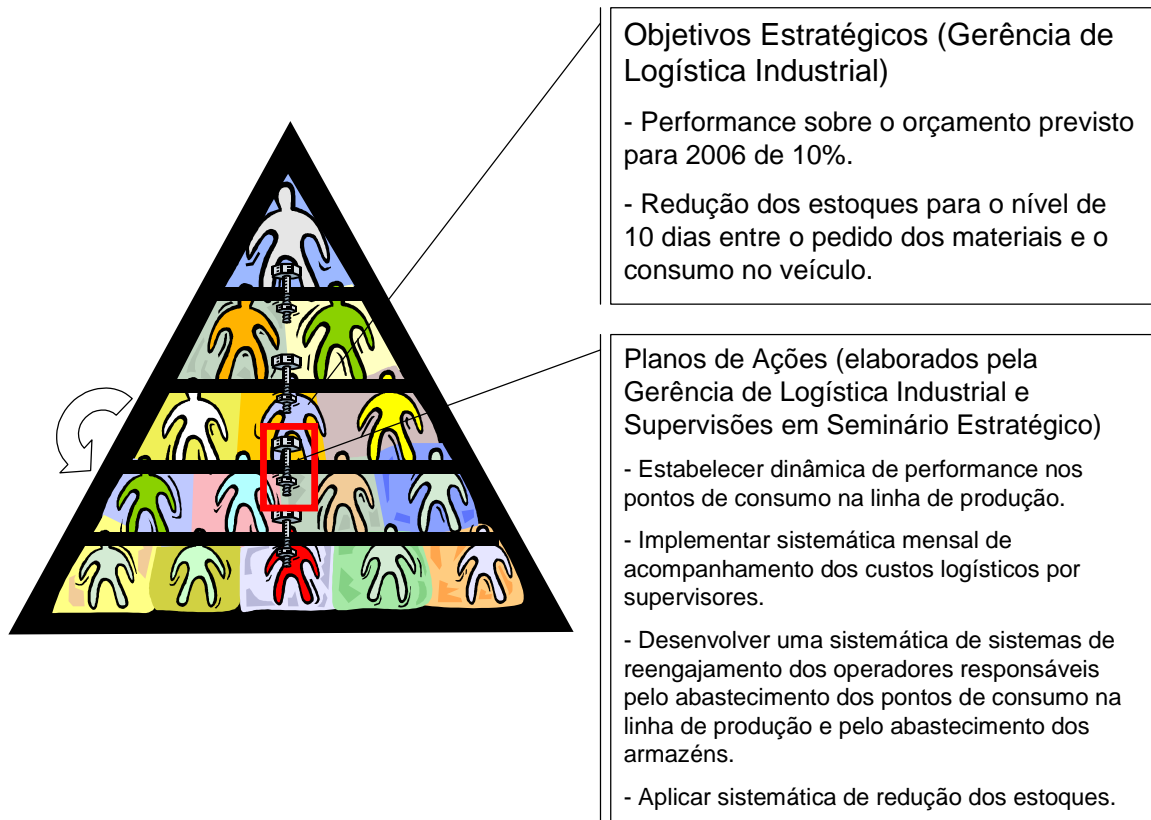 Objetivos Estratégicos (Gerência de
Logística Industrial)
- Performance sobre o orçamento previsto
para 2006 de 10%.
- Redução dos estoques para o nível de
10 dias entre o pedido dos materiais e o
consumo no veículo.
Planos de Ações (elaborados pela
Gerência de Logística Industrial e
Supervisões em Seminário Estratégico)
- Estabelecer dinâmica de performance nos
pontos de consumo na linha de produção.
- Implementar sistemática mensal de
acompanhamento dos custos logísticos por
supervisores.
- Desenvolver uma sistemática de sistemas de
reengajamento dos operadores responsáveis
pelo abastecimento dos pontos de consumo na
linha de produção e pelo abastecimento dos
armazéns.
- Aplicar sistemática de redução dos estoques.